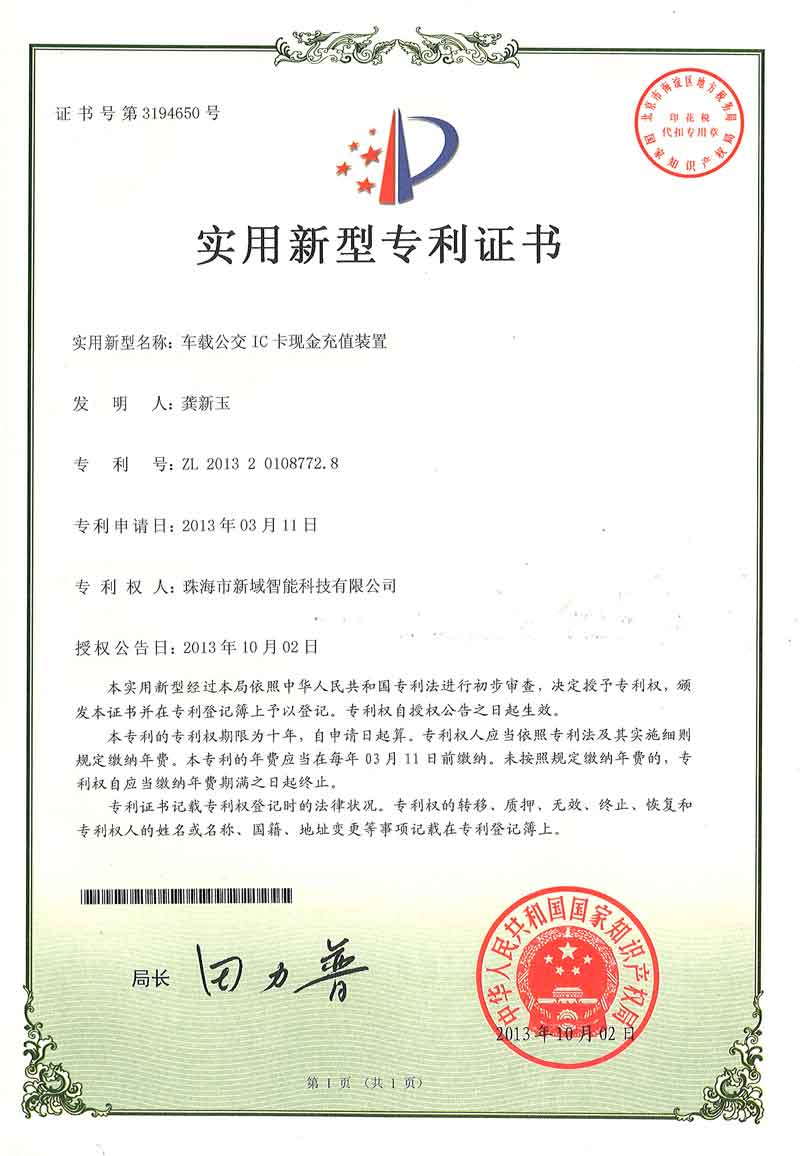 证书号第3194650号
北京市海淀区地方税务局
印花税
代扣专用章
国家知识产权局
实用新型专利证书
实用新型名称：车载公交 IC 卡现金充值装置
发明人：龚新玉
专利号：ZL 2013 2 0108772.8
专利申请日：2013年03月11日
专利权人：珠海市新域智能科技有限公司
授权公告日：2013年10月02日
本实用新型经过本局依照中华人民共和国专利法进行初步审查，决定授予专利权，颁
发本证书并在专利登记簿上予以登记。专利权自授权公告之日起生效。
本专利的专利权期限为十年，自申请日起算。专利权人应当依照专利法及其实施细则
规定缴纳年费。本专利的年费应当在每年 03 月 11 日前缴纳。未按照规定缴纳年费的，专
利权自应当缴纳年费期满之日起终止。
专利证书记载专利权登记时的法律状况。专利权的转移、质押、无效、终止、恢复和
专利权人的姓名或名称、国籍、地址变更等事项记载在专利登记簿上。
局长 田力普
中华人民共和国国家知识产权局
2013年10月02日
第1页（共1页）